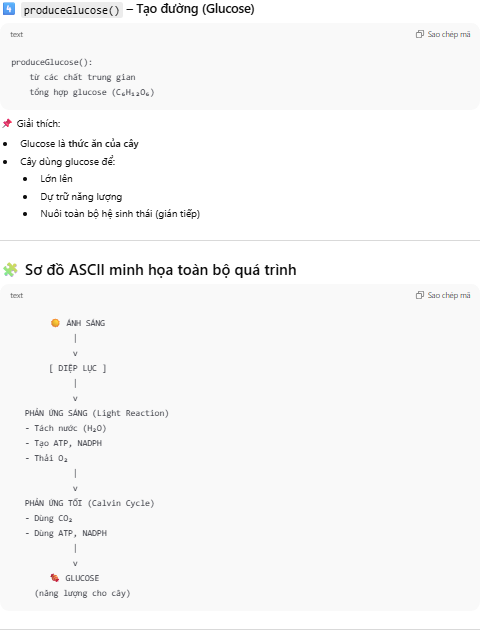 4 produceGlucose() – Tạo đường (Glucose)
text Sao chép mã
produceGlucose():
từ các chất trung gian
tổng hợp glucose (C₆H₁₂O₆)
📌 Giải thích:
• Glucose là thức ăn của cây
• Cây dùng glucose để:
• Lớn lên
• Dự trữ năng lượng
• Nuôi toàn bộ hệ sinh thái (gián tiếp)
🧩 Sơ đồ ASCII minh họa toàn bộ quá trình
text Sao chép mã
ÁNH SÁNG
|
v
[ DIỆP LỤC ]
|
v
PHẢN ỨNG SÁNG (Light Reaction)
- Tách nước (H₂O)
- Tạo ATP, NADPH
- Thải O₂
|
v
PHẢN ỨNG TỐI (Calvin Cycle)
- Dùng CO₂
- Dùng ATP, NADPH
|
v
GLUCOSE
(năng lượng cho cây)